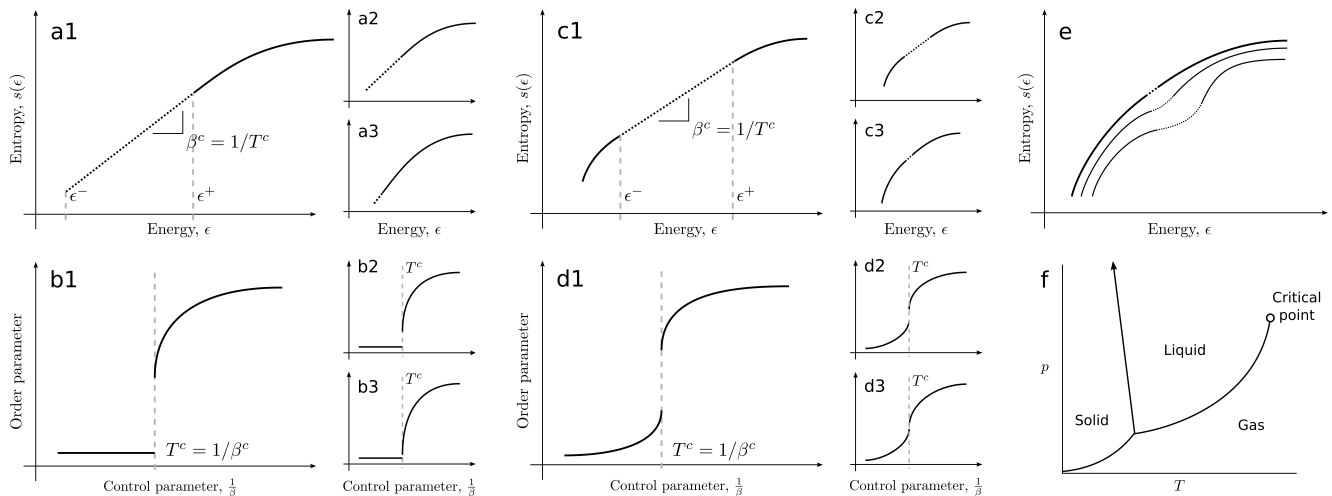 a1
Entropy, s(ϵ)
β^c = 1/T^c
ϵ^−
ϵ^+
Energy, ϵ
a2
a3
Energy, ϵ
c1
Entropy, s(ϵ)
β^c = 1/T^c
ϵ^−
ϵ^+
Energy, ϵ
c2
c3
Energy, ϵ
e
Entropy, s(ϵ)
Energy, ϵ
b1
Order parameter
T^c = 1/β^c
Control parameter, 1/β
b2
T^c
b3
T^c
Control parameter, 1/β
d1
Order parameter
T^c = 1/β^c
Control parameter, 1/β
d2
T^c
d3
T^c
Control parameter, 1/β
f
Critical
point
Liquid
p
Solid
Gas
T